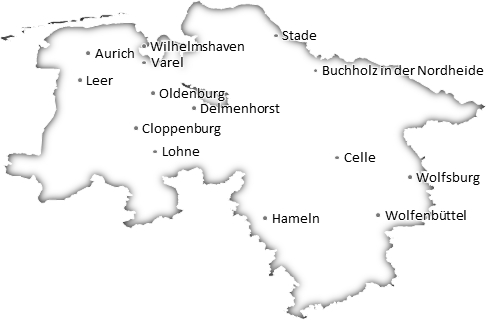 Stade
Wilhelmshaven
Aurich
Varel
Buchholz in der Nordheide
Leer
Oldenburg
Delmenhorst
Cloppenburg
Lohne
Celle
Wolfsburg
Hameln
Wolfenbüttel